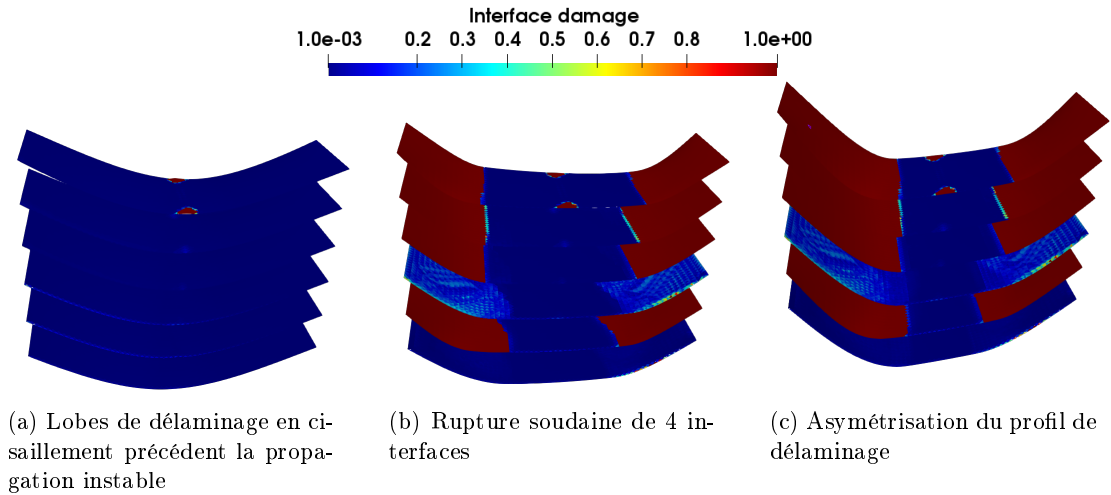 Interface damage
1.0e-03 0.2 0.3 0.4 0.5 0.6 0.7 0.8 1.0e+00
(a) Lobes de délaminage en ci-
saillement précédent la propa-
gation instable
(b) Rupture soudaine de 4 in-
terfaces
(c) Asymétrisation du profil de
délaminage